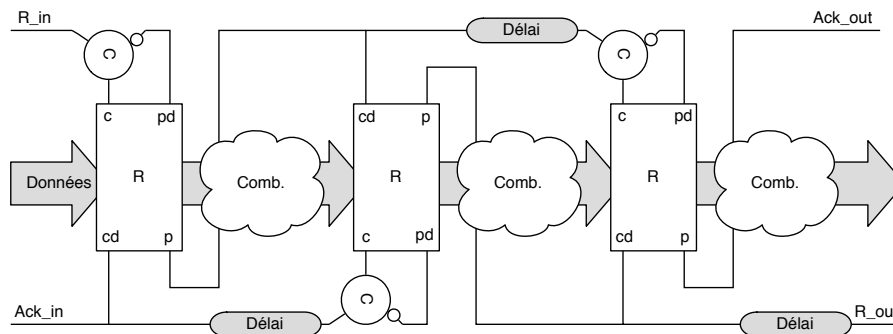 R_in
Ack_out
Délai
C
C
c
pd
cd
p
c
pd
Données
R
Comb.
R
Comb.
R
Comb.
cd
p
c
pd
cd
p
C
Ack_in
Délai
Délai
R_ou